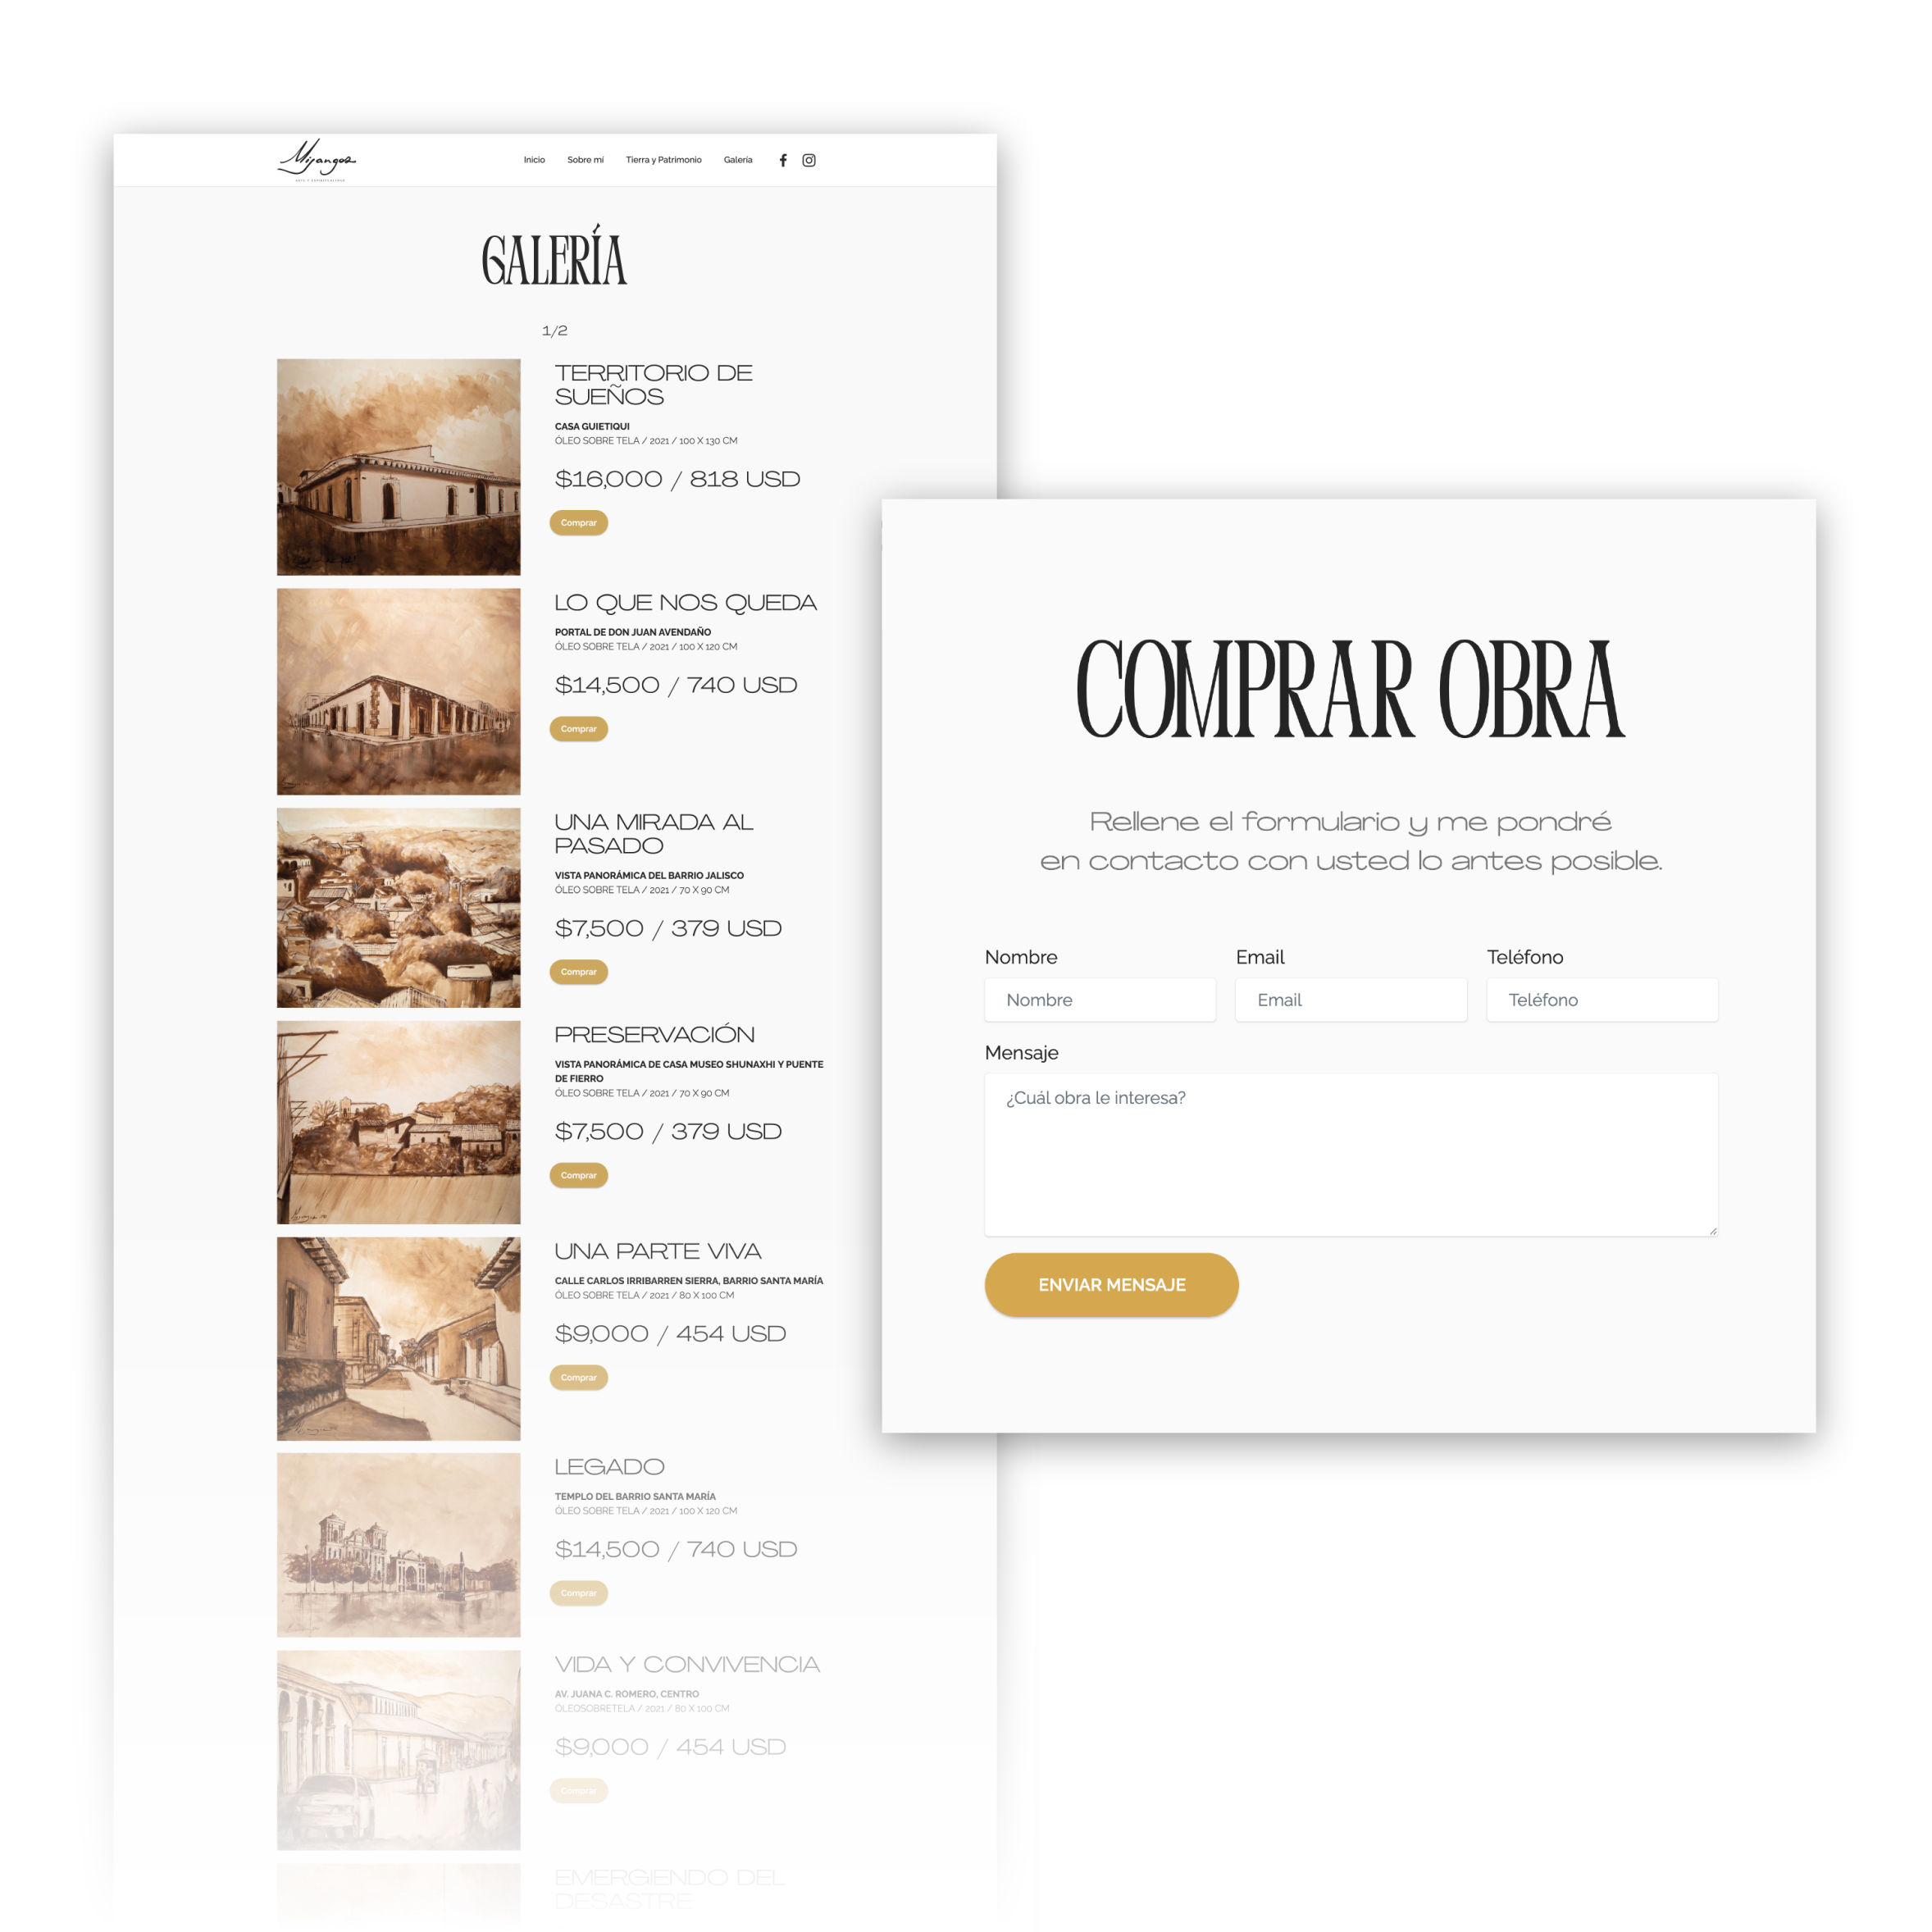 Mijangos
ARTE Y ESPIRITUALIDAD
Inicio
Sobre mi
Tierra y Patrimonio
Galería
GALERÍA
1/2
TERRITORIO DE
SUEÑOS
CASA GUIETIQUI
ÓLEO SOBRE TELA / 2021 / 100 X 130 CM
$16,000 / 818 USD
Comprar
LO QUE NOS QUEDA
PORTAL DE DON JUAN AVENDAÑO
ÓLEO SOBRE TELA / 2021 / 100 X 120 CM
$14,500 / 740 USD
Comprar
UNA MIRADA AL
PASADO
VISTA PANORÁMICA DEL BARRIO JALISCO
ÓLEO SOBRE TELA / 2021 / 70 X 90 CM
$7,500 / 379 USD
Comprar
PRESERVACIÓN
VISTA PANORÁMICA DE CASA MUSEO SHUNAXHI Y PUENTE
DE FIERRO
ÓLEO SOBRE TELA / 2021 / 70 X 90 CM
$7,500 / 379 USD
Comprar
UNA PARTE VIVA
CALLE CARLOS IRRIBARREN SIERRA, BARRIO SANTA MARÍA
ÓLEO SOBRE TELA / 2021 / 80 X 100 CM
$9,000 / 454 USD
Comprar
LEGADO
TEMPLO DEL BARRIO SANTA MARÍA
ÓLEO SOBRE TELA / 2021 / 100 X 120 CM
$14,500 / 740 USD
Comprar
VIDA Y CONVIVENCIA
AV. JUANA C. ROMERO, CENTRO
ÓLEOSOBRETELA / 2021 / 80 X 100 CM
$9,000 / 454 USD
Comprar
EMERGIENDO DEL
DESASTRE
COMPRAR OBRA
Rellene el formulario y me pondré
en contacto con usted lo antes posible.
Nombre
Email
Teléfono
Nombre
Email
Teléfono
Mensaje
¿Cuál obra le interesa?
ENVIAR MENSAJE